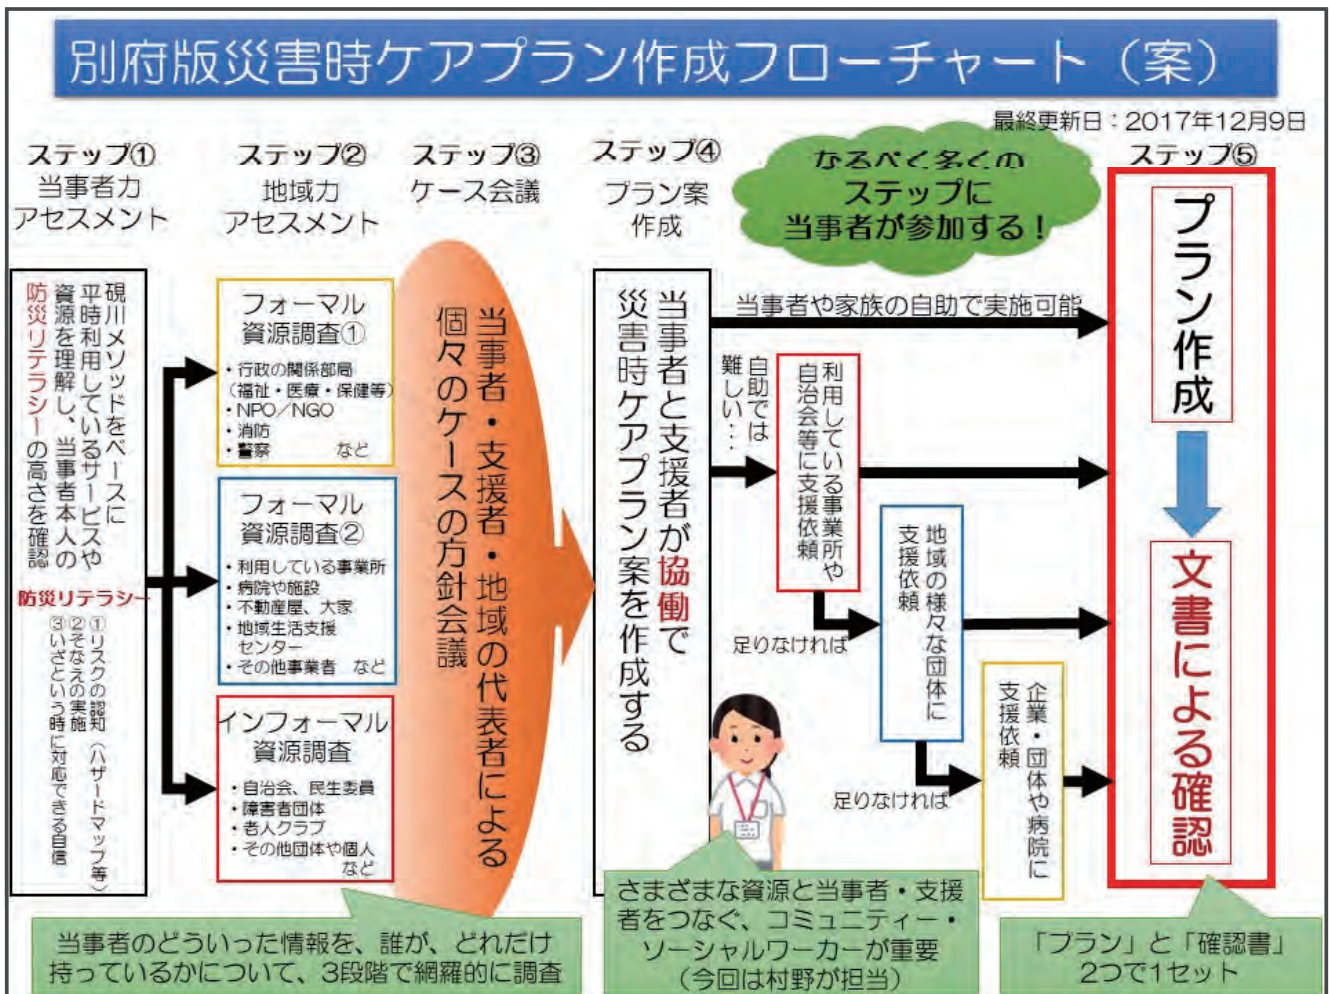 別府版災害時ケアプラン作成フローチャート（案）
最終更新日：2017年12月9日
ステップ①
当事者力
アセスメント
ステップ②
地域力
アセスメント
ステップ③
ケース会議
ステップ④
プラン案
作成
なるべく多くの
ステップに
当事者が参加する！
ステップ⑤
硯川メソッドをベースに
平時利用しているサービスや
資源を理解し、当事者本人の
防災リテラシーの高さを確認
防災リテラシー
①リスクの認知（ハザードマップ等）
②そなえの実施
③いざという時に対応できる自信
フォーマル
資源調査①
・行政の関係部局
（福祉・医療・保健等）
・NPO／NGO
・消防
・警察　など
フォーマル
資源調査②
・利用している事業所
・病院や施設
・不動産屋、大家
・地域生活支援
センター
・その他事業者　など
インフォーマル
資源調査
・自治会、民生委員
・障害者団体
・老人クラブ
・その他団体や個人
など
当事者・支援者・地域の代表者による
個々のケースの方針会議
当事者と支援者が協働で
災害時ケアプラン案を作成する
当事者や家族の自助で実施可能
自助では
難しい・・・
利用している事業所や
自治会等に支援依頼
足りなければ
地域の様々な団体に
支援依頼
足りなければ
企業・団体や病院に
支援依頼
プラン作成
文書による確認
当事者のどういった情報を、誰が、どれだけ
持っているかについて、3段階で網羅的に調査
さまざまな資源と当事者・支援
者をつなぐ、コミュニティー・
ソーシャルワーカーが重要
（今回は村野が担当）
「プラン」と「確認書」
2つで1セット